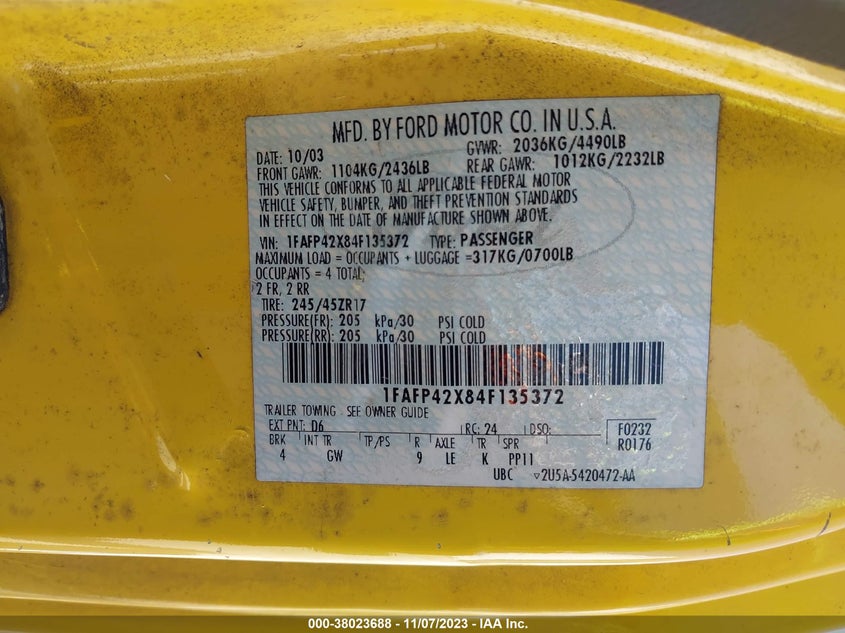 MFD. BY FORD MOTOR CO. IN U.S.A.
DATE: 10/03 GVWR: 2036KG/4490LB
FRONT GAWR: 1104KG/2436LB REAR GAWR: 1012KG/2232LB
THIS VEHICLE CONFORMS TO ALL APPLICABLE FEDERAL MOTOR
VEHICLE SAFETY, BUMPER, AND THEFT PREVENTION STANDARDS
IN EFFECT ON THE DATE OF MANUFACTURE SHOWN ABOVE.
VIN: 1FAFP42X84F135372 TYPE: PASSENGER
MAXIMUM LOAD = OCCUPANTS + LUGGAGE =317KG/0700LB
OCCUPANTS = 4 TOTAL;
2 FR, 2 RR
TIRE: 245/45ZR17
PRESSURE(FR): 205 kPa/30 PSI COLD
PRESSURE(RR): 205 kPa/30 PSI COLD
1FAFP42X84F135372
TRAILER TOWING - SEE OWNER GUIDE
EXT PNT: D6 RC: 24 DSO: F0232
BRK INT TR TP/PS R AXLE TR SPR R0176
4 GW 9 LE K PP11
UBC ▽2U5A-5420472-AA
000-38023688 - 11/07/2023 - IAA Inc.